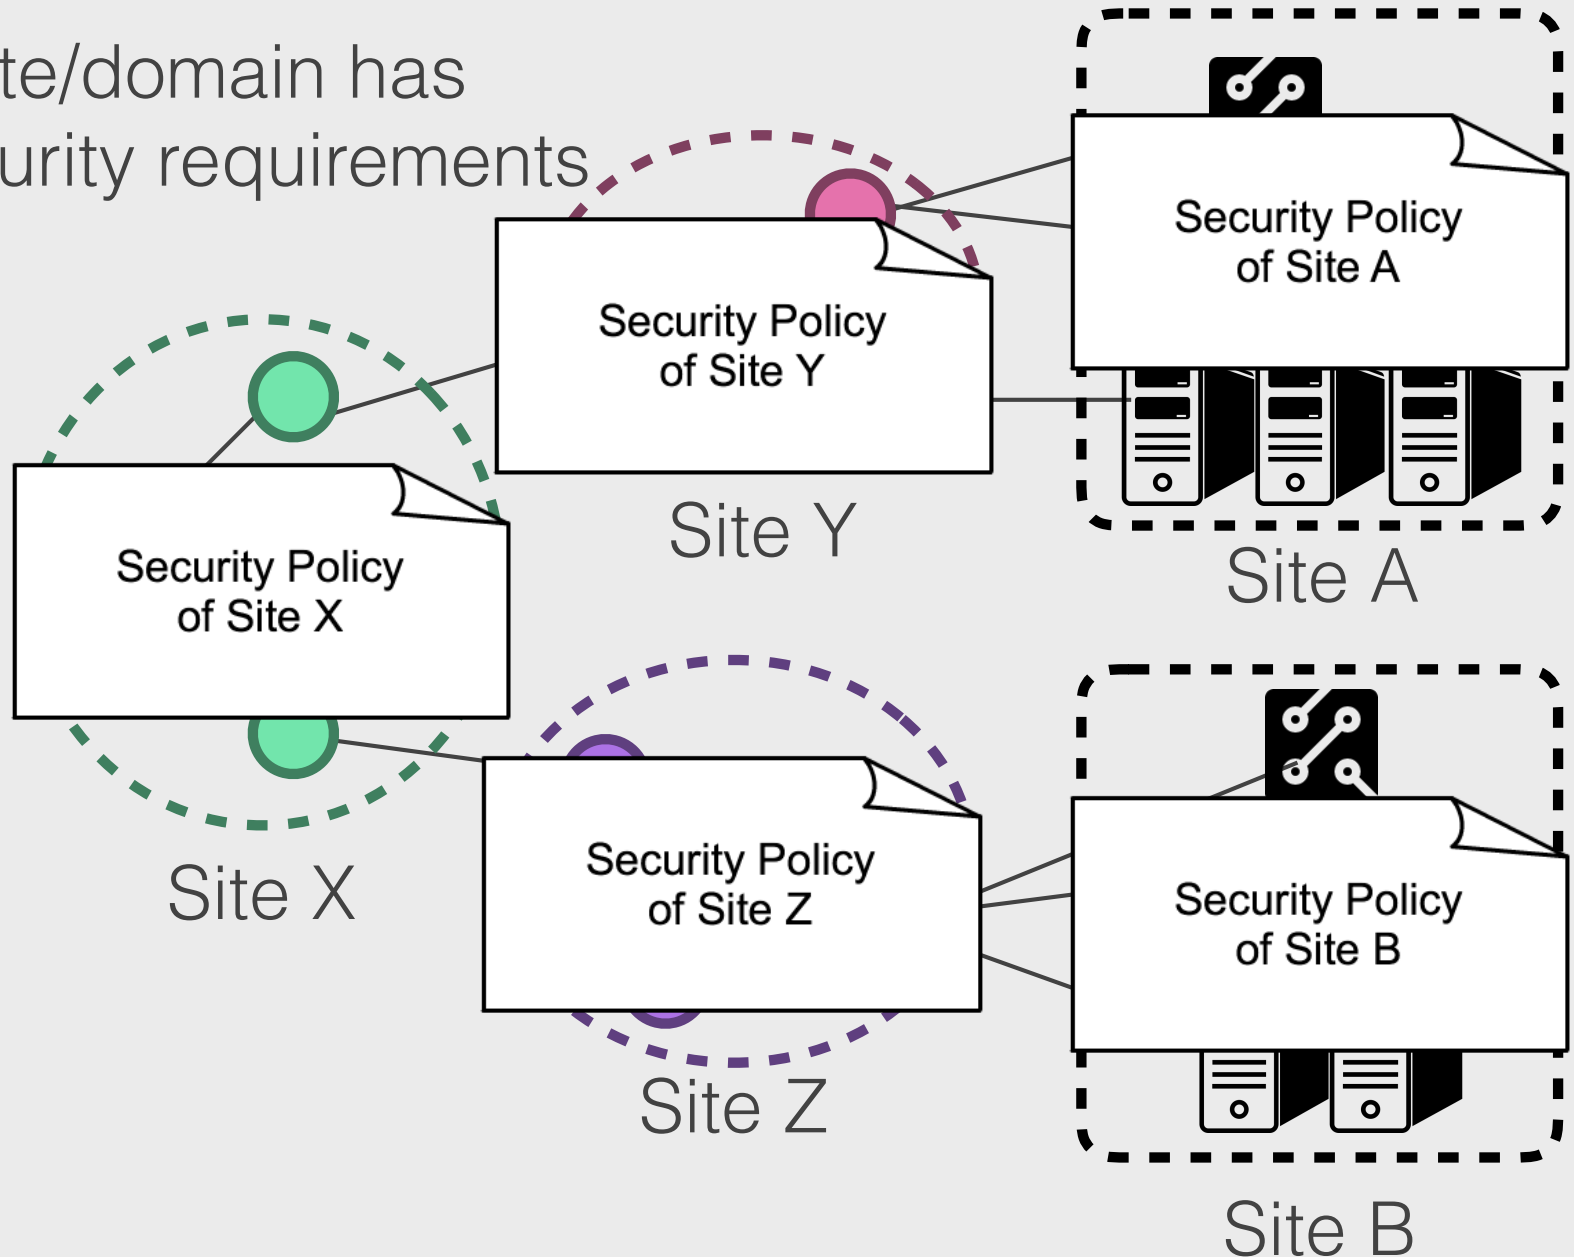 te/domain has
urity requirements
Security Policy
of Site A
Security Policy
of Site Y
Site Y
Site A
Security Policy
of Site X
Site X
Security Policy
of Site Z
Site Z
Security Policy
of Site B
Site B